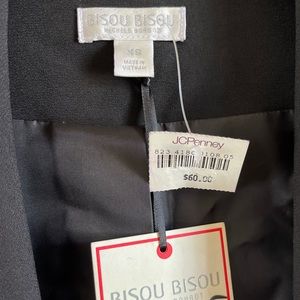 BISOU BISOU
MICHELE BOHBOT
XS
MADE IN
VIETNAM
JCPenney
$60.00
BISOU BISOU